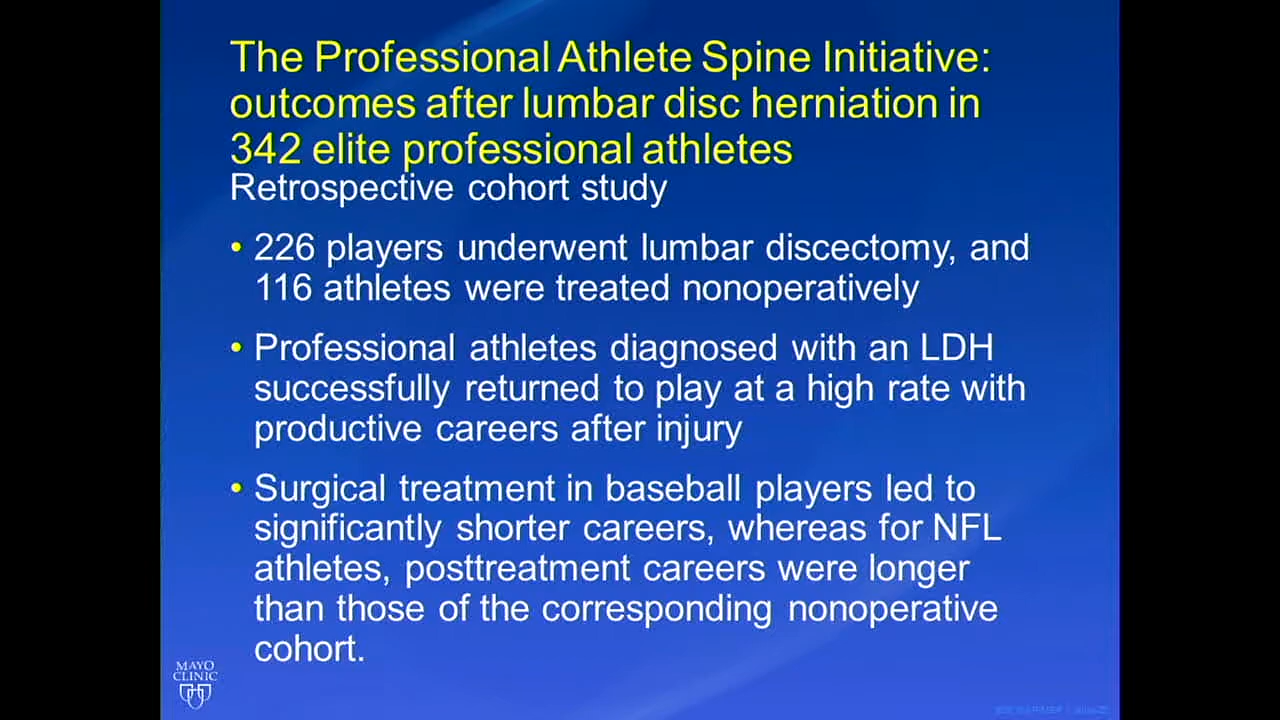 The Professional Athlete Spine Initiative:
outcomes after lumbar disc herniation in
342 elite professional athletes
Retrospective cohort study
• 226 players underwent lumbar discectomy, and
116 athletes were treated nonoperatively
• Professional athletes diagnosed with an LDH
successfully returned to play at a high rate with
productive careers after injury
• Surgical treatment in baseball players led to
significantly shorter careers, whereas for NFL
athletes, posttreatment careers were longer
than those of the corresponding nonoperative
cohort.
MAYO
CLINIC